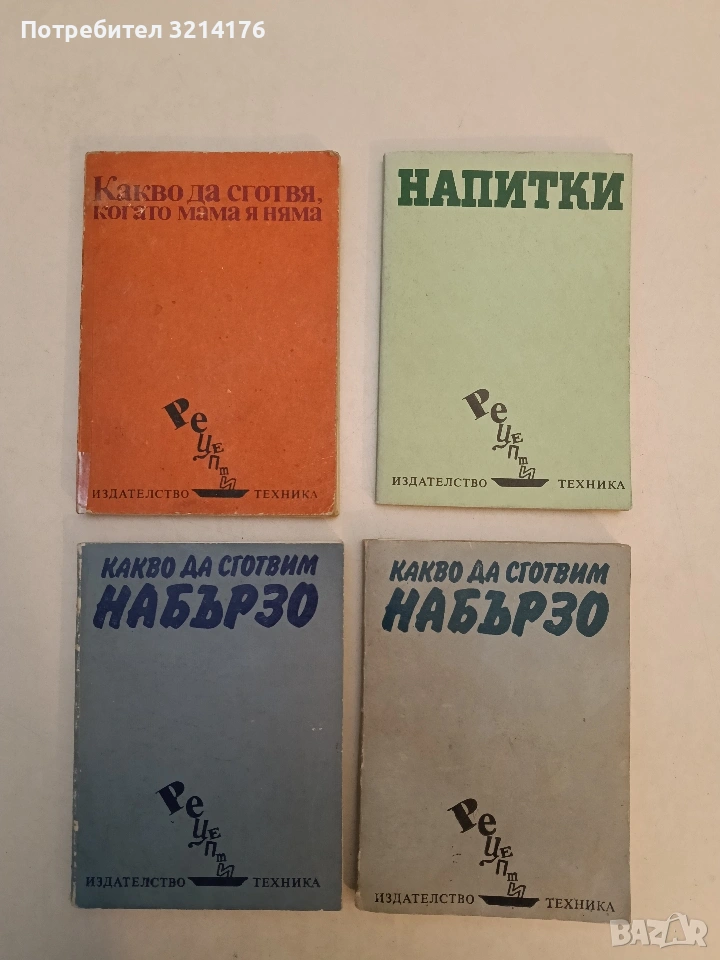 Потребител 3214176
Какво да сготвя,
когато мама я няма
Рецепти
ИЗДАТЕЛСТВО ТЕХНИКА
НАПИТКИ
Рецепти
ИЗДАТЕЛСТВО ТЕХНИКА
КАКВО ДА СГОТВИМ
НАБЪРЗО
Рецепти
ИЗДАТЕЛСТВО ТЕХНИКА
КАКВО ДА СГОТВИМ
НАБЪРЗО
Рецепти
ИЗДАТЕЛСТВО ТЕХНИКА
BAZAR